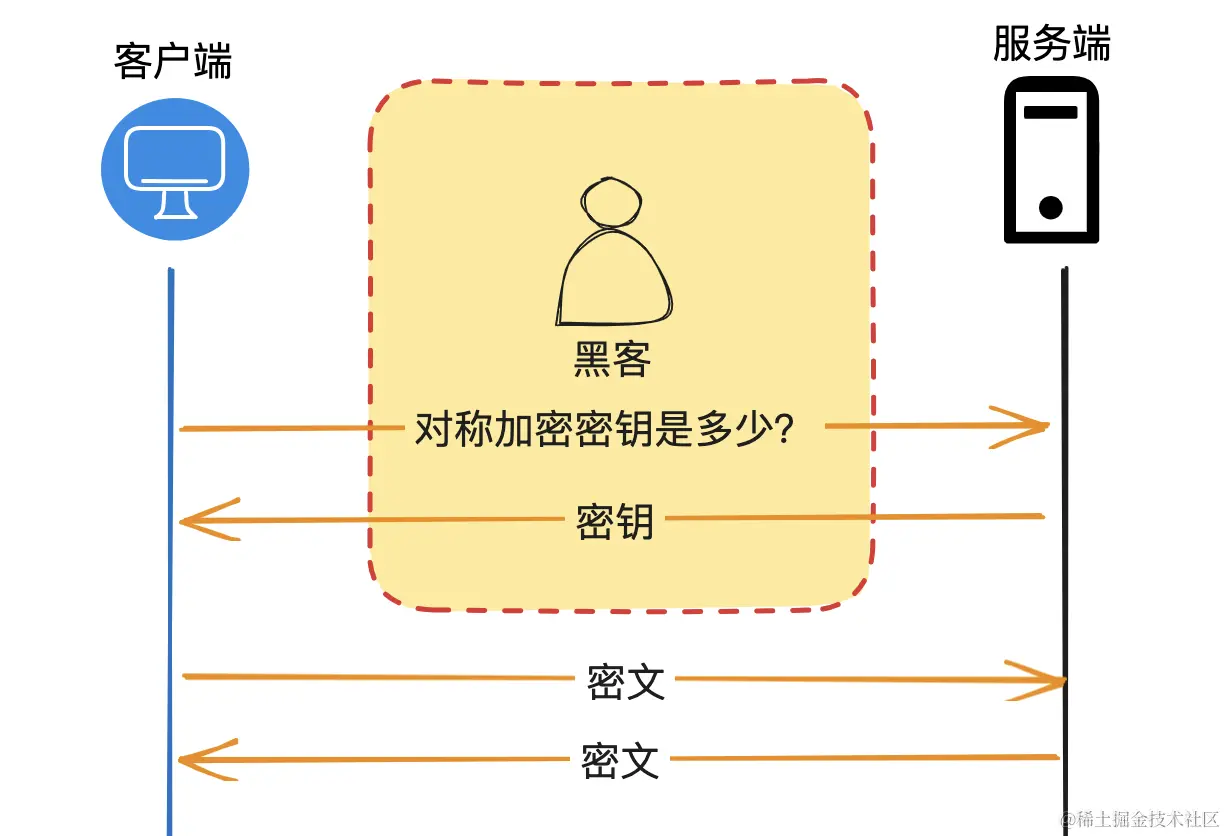 客户端
服务端
黑客
对称加密密钥是多少？
密钥
密文
密文
@稀土掘金技术社区